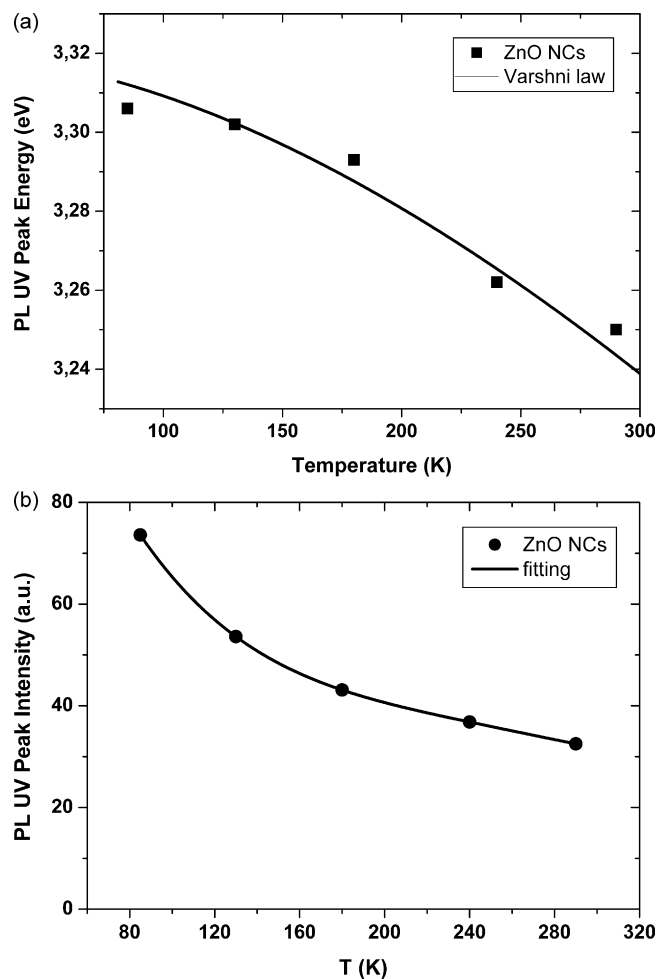 (a)
3,32
3,30
3,28
3,26
3,24
PL UV Peak Energy (eV)
ZnO NCs
Varshni law
100
150
200
250
300
Temperature (K)
(b)
80
60
40
20
0
PL UV Peak Intensity (a.u.)
ZnO NCs
fitting
80
120
160
200
240
280
320
T (K)